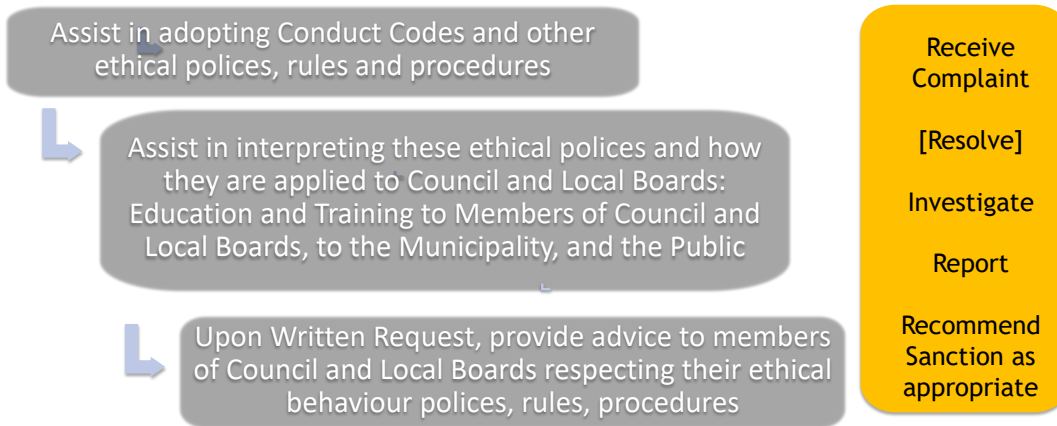 Assist in adopting Conduct Codes and other
ethical polices, rules and procedures
Assist in interpreting these ethical polices and how
they are applied to Council and Local Boards:
Education and Training to Members of Council and
Local Boards, to the Municipality, and the Public
Upon Written Request, provide advice to members
of Council and Local Boards respecting their ethical
behaviour polices, rules, procedures
Receive
Complaint
[Resolve]
Investigate
Report
Recommend
Sanction as
appropriate